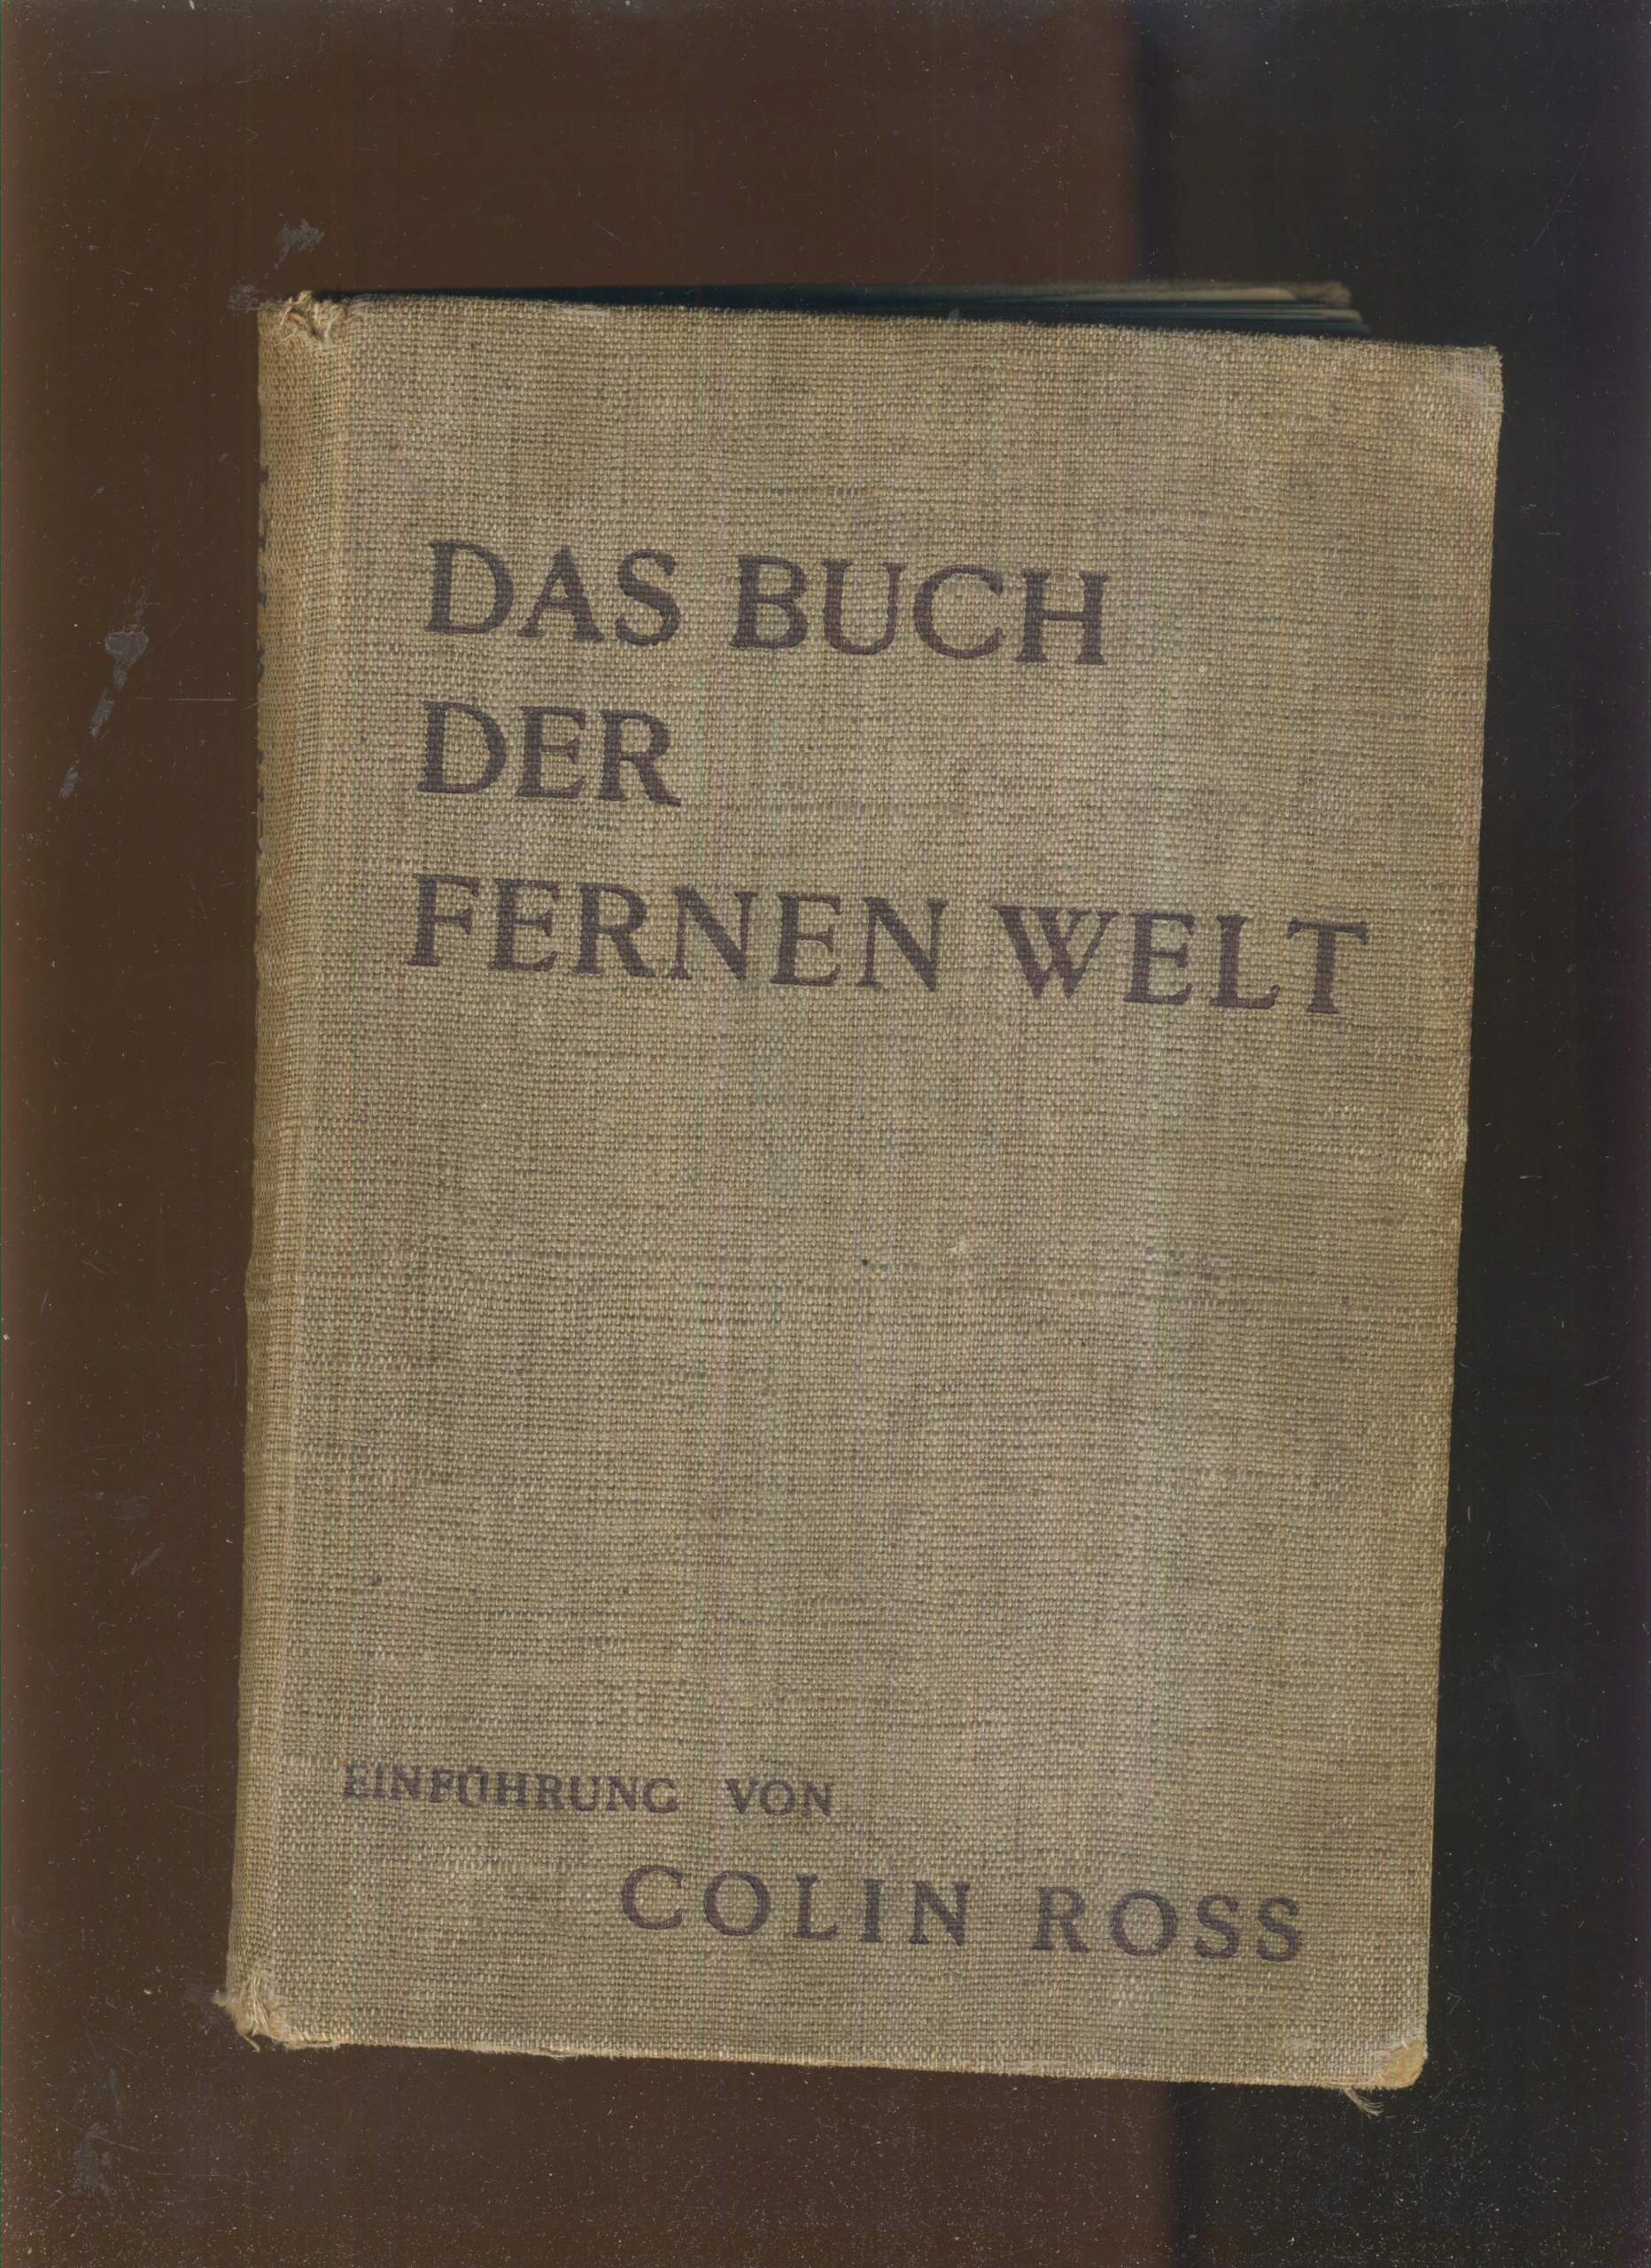 DAS BUCH
DER
FERNEN WELT
EINFÜHRUNG VON
COLIN ROSS